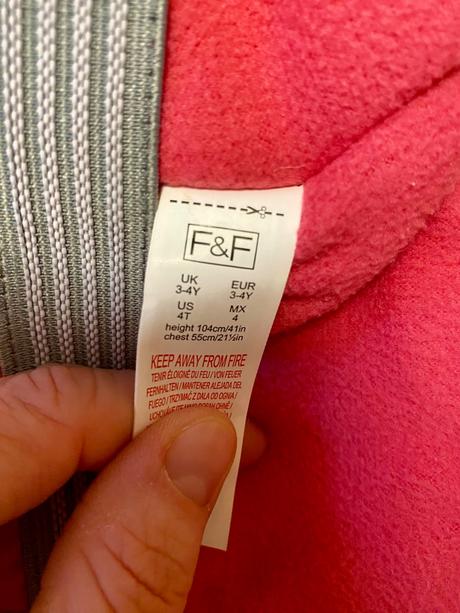 F&F
UK EUR
3-4Y 3-4Y
US MX
4T 4
height 104cm/41in
chest 55cm/21½in
KEEP AWAY FROM FIRE
TENIR ÉLOIGNÉ DU FEU / VON FEUER
FERNHALTEN / MANTENER ALEJADA DEL
FUEGO / TRZYMAĆ Z DALA OD OGNIA /